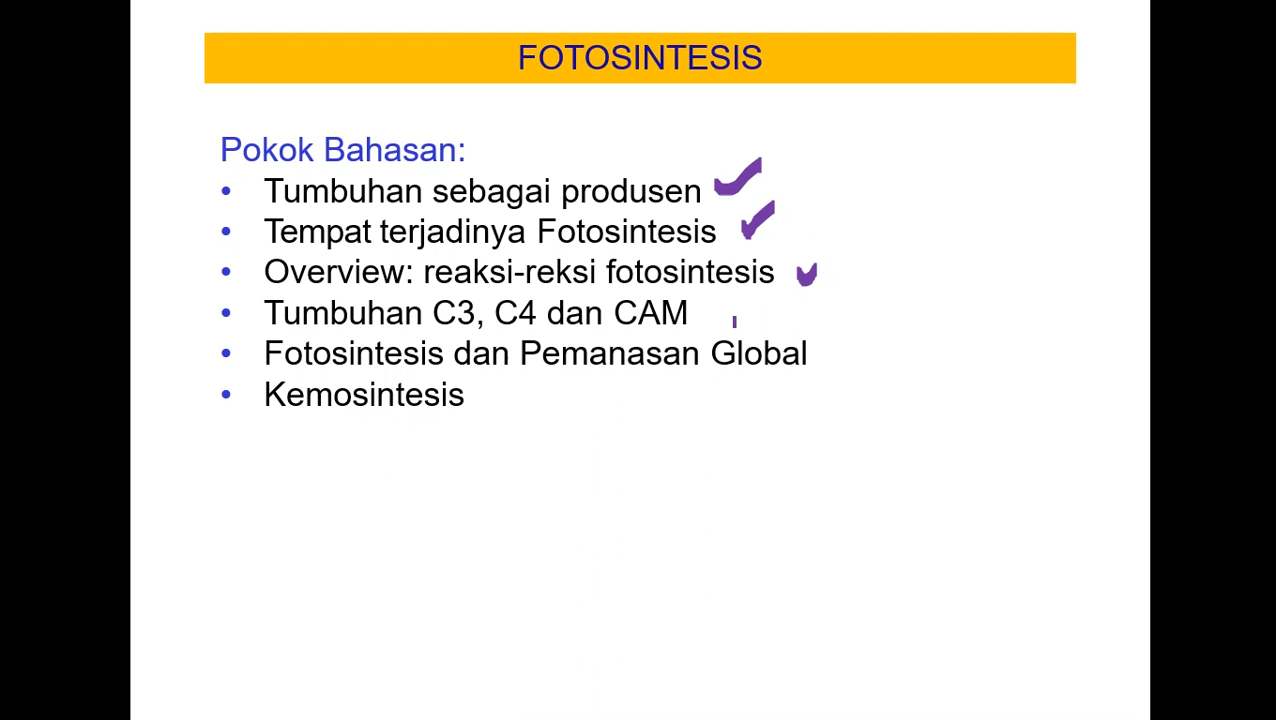 FOTOSINTESIS
Pokok Bahasan:
• Tumbuhan sebagai produsen
• Tempat terjadinya Fotosintesis
• Overview: reaksi-reksi fotosintesis
• Tumbuhan C3, C4 dan CAM
• Fotosintesis dan Pemanasan Global
• Kemosintesis